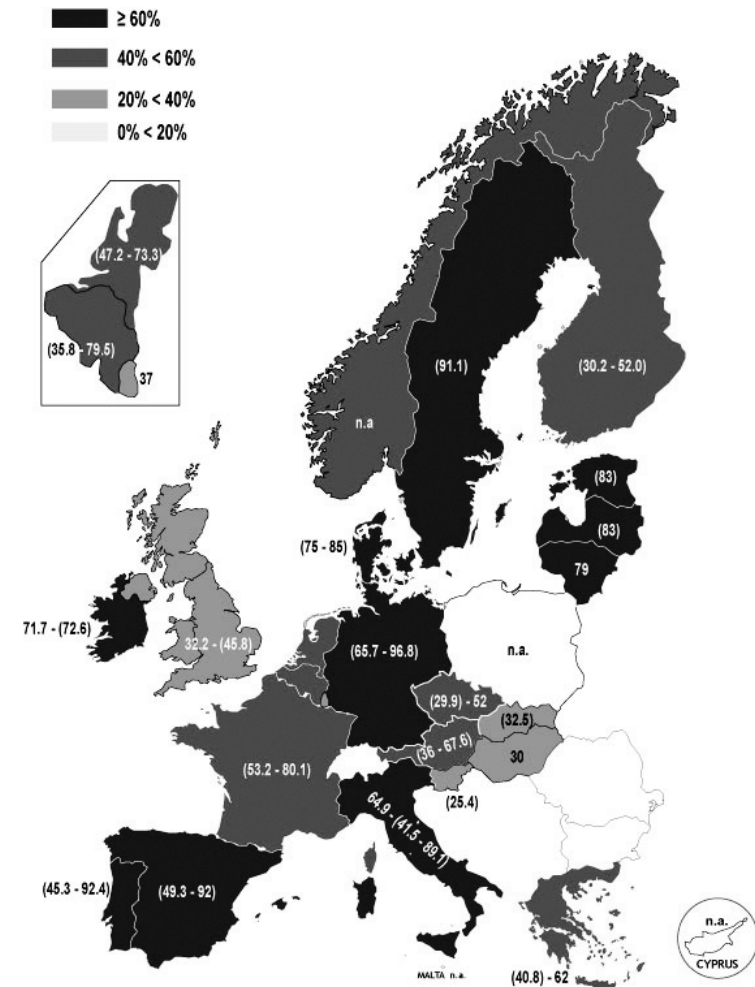 ≥ 60%
40% < 60%
20% < 40%
0% < 20%
(47.2 - 73.3)
(35.8 - 79.5)
37
(91.1)
(30.2 - 52.0)
n.a
(83)
(75 - 85)
(83)
79
71.7 - (72.6)
32.2 - (45.8)
(65.7 - 96.8)
n.a.
(29.9) - 52
(32.5)
(36 - 67.6)
30
(53.2 - 80.1)
(25.4)
64.9 - (41.5 - 89.1)
(45.3 - 92.4)
(49.3 - 92)
n.a.
CYPRUS
MALTA n.a.
(40.8) - 62